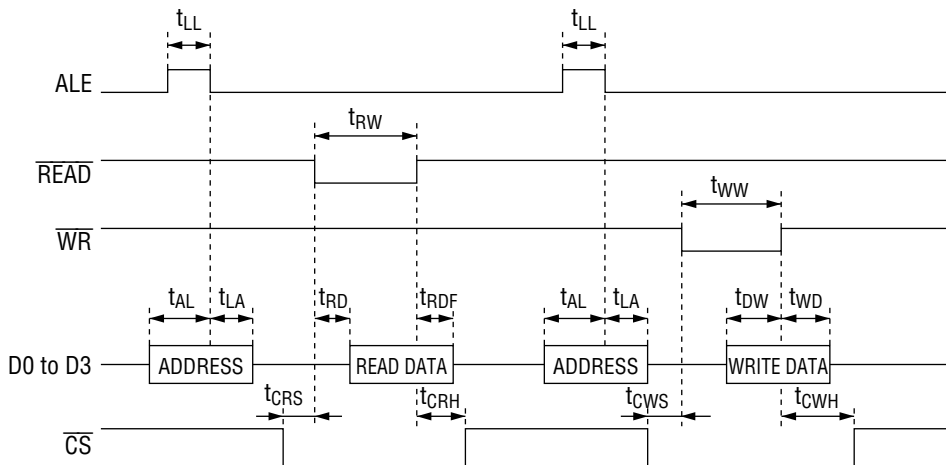 tLL tLL
ALE
tRW
READ
tWW
WR
tAL tLA tRD tRDF tAL tLA tDW tWD
D0 to D3 ADDRESS READ DATA ADDRESS WRITE DATA
tCRS tCRH tCWS tCWH
CS